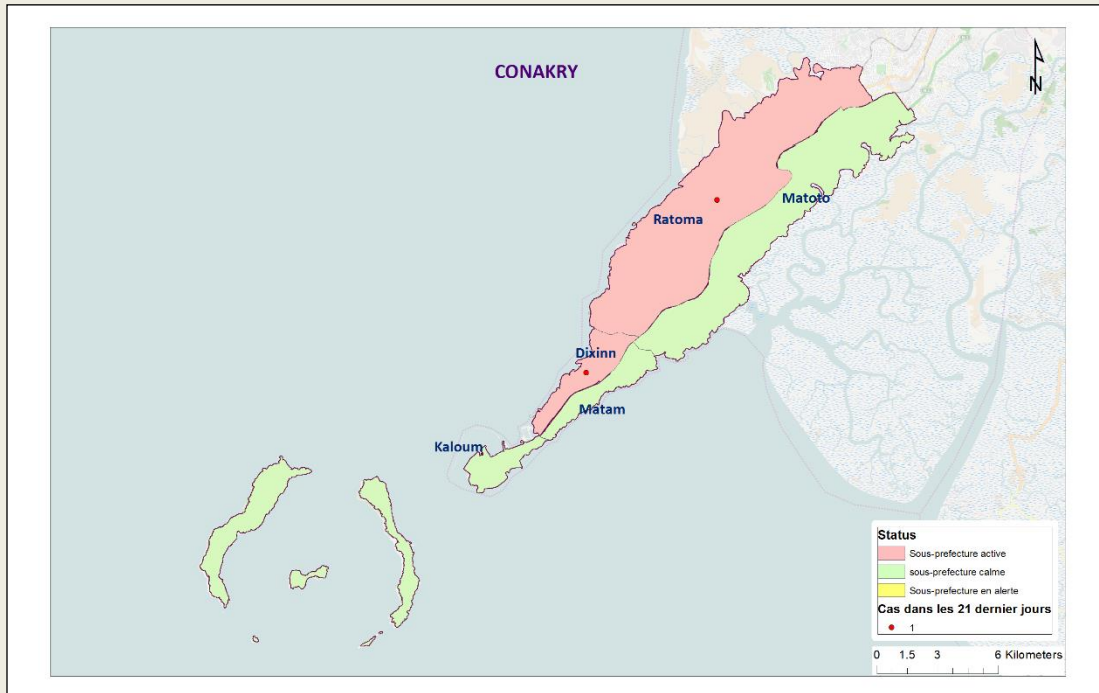 CONAKRY
N
Ratoma
Matoto
Dixinn
Matam
Kaloum
Status
Sous-prefecture active
sous-prefecture calme
Sous-prefecture en alerte
Cas dans les 21 dernier jours
1
0 1.5 3 6 Kilometers